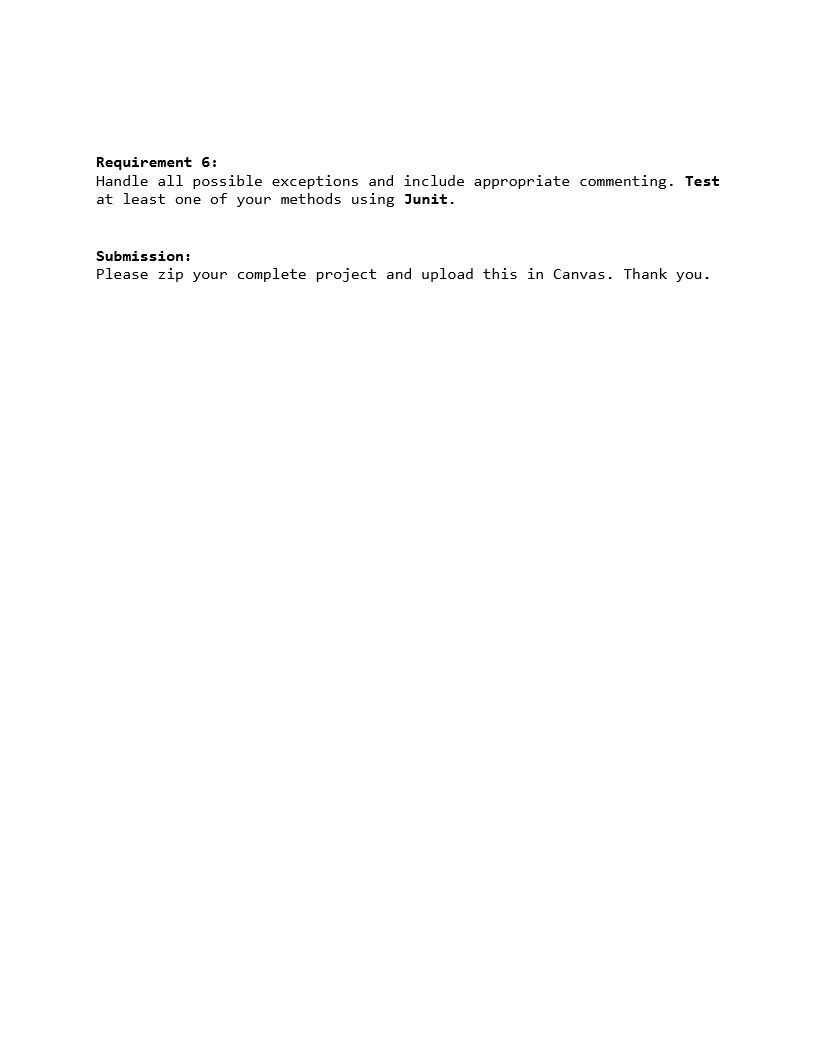 Requirement 6:
Handle all possible exceptions and include appropriate commenting. Test
at least one of your methods using Junit.
Submission:
Please zip your complete project and upload this in Canvas. Thank you.